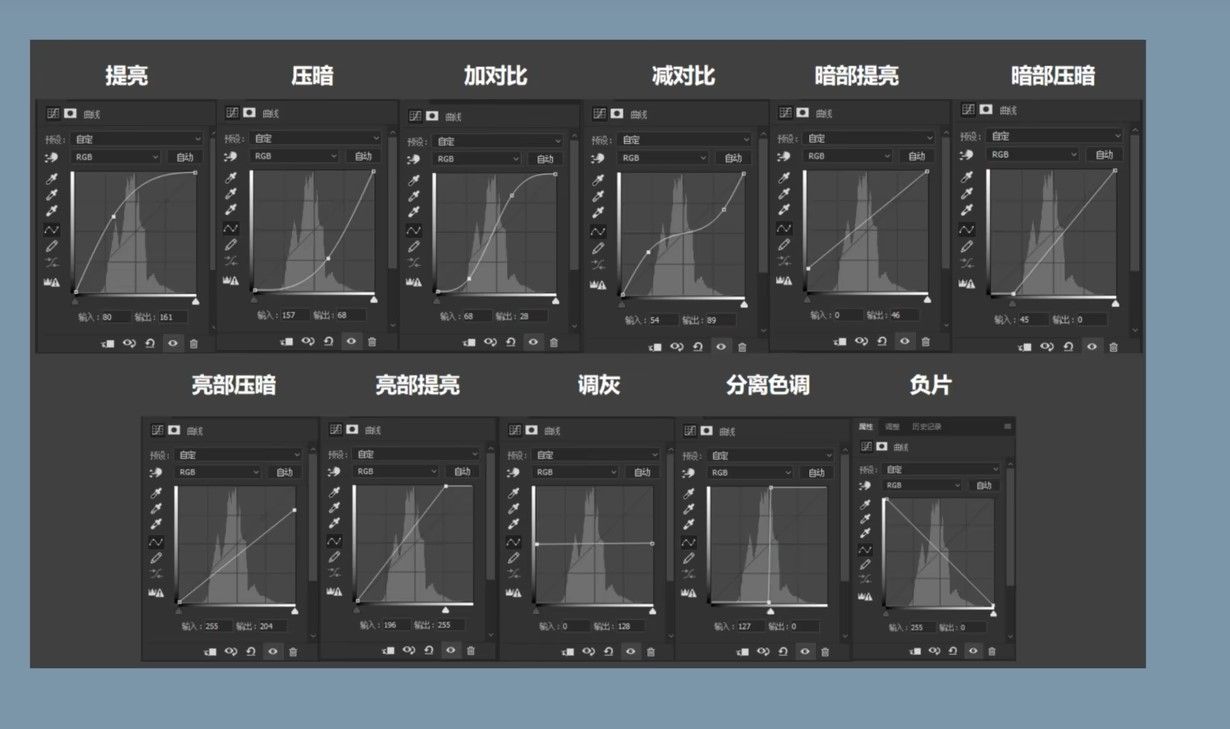 提亮 压暗 加对比 减对比 暗部提亮 暗部压暗
曲线 曲线 曲线 曲线 曲线 曲线
预设: 自定 预设: 自定 预设: 自定 预设: 自定 预设: 自定 预设: 自定
RGB 自动 RGB 自动 RGB 自动 RGB 自动 RGB 自动 RGB 自动
输入: 80 输出: 161 输入: 157 输出: 68 输入: 68 输出: 28 输入: 54 输出: 89 输入: 0 输出: 46 输入: 45 输出: 0
亮部压暗 亮部提亮 调灰 分离色调 负片
属性 调整 历史记录
曲线 曲线 曲线 曲线 曲线
预设: 自定 预设: 自定 预设: 自定 预设: 自定 预设: 自定
RGB 自动 RGB 自动 RGB 自动 RGB 自动 RGB 自动
输入: 255 输出: 204 输入: 196 输出: 255 输入: 0 输出: 128 输入: 127 输出: 0 输入: 255 输出: 0